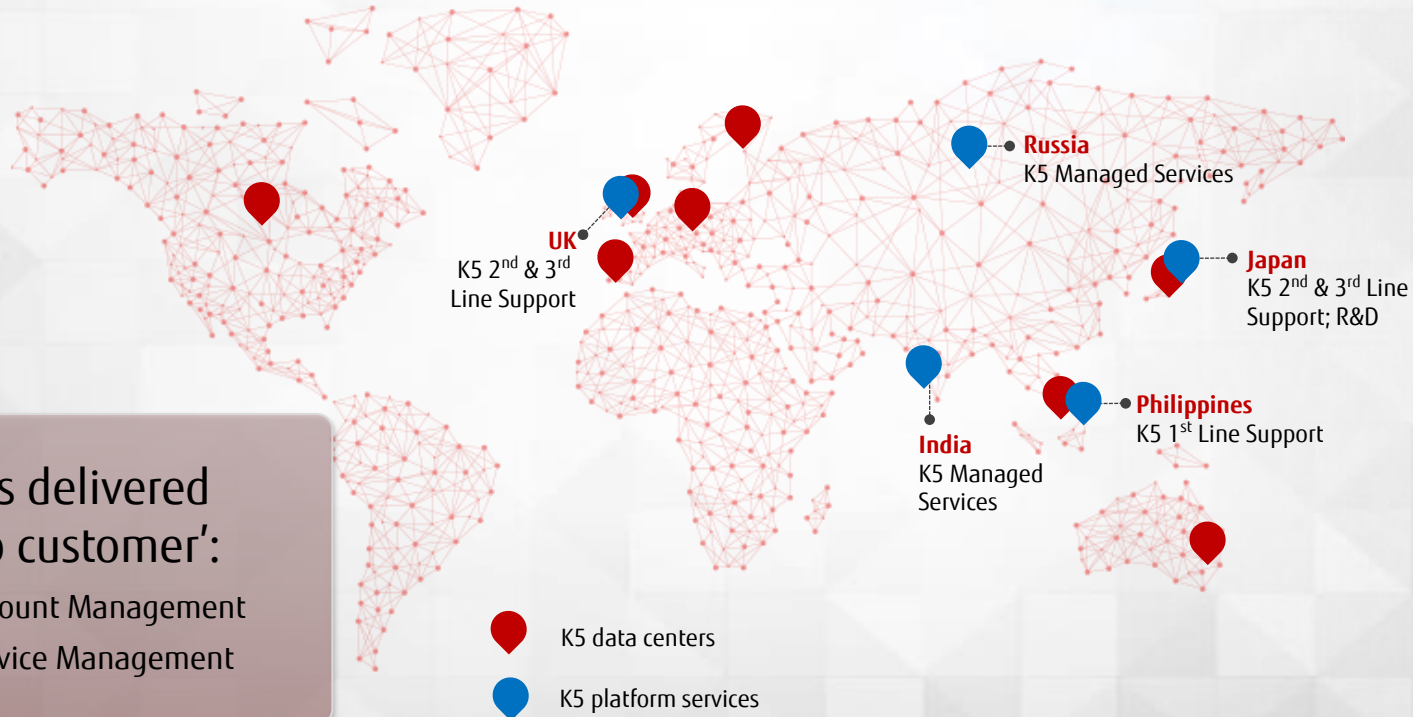 Russia
K5 Managed Services
UK
K5 2nd & 3rd
Line Support
Japan
K5 2nd & 3rd Line
Support; R&D
Philippines
K5 1st Line Support
India
K5 Managed
Services
s delivered
customer’:
ount Management
vice Management
K5 data centers
K5 platform services